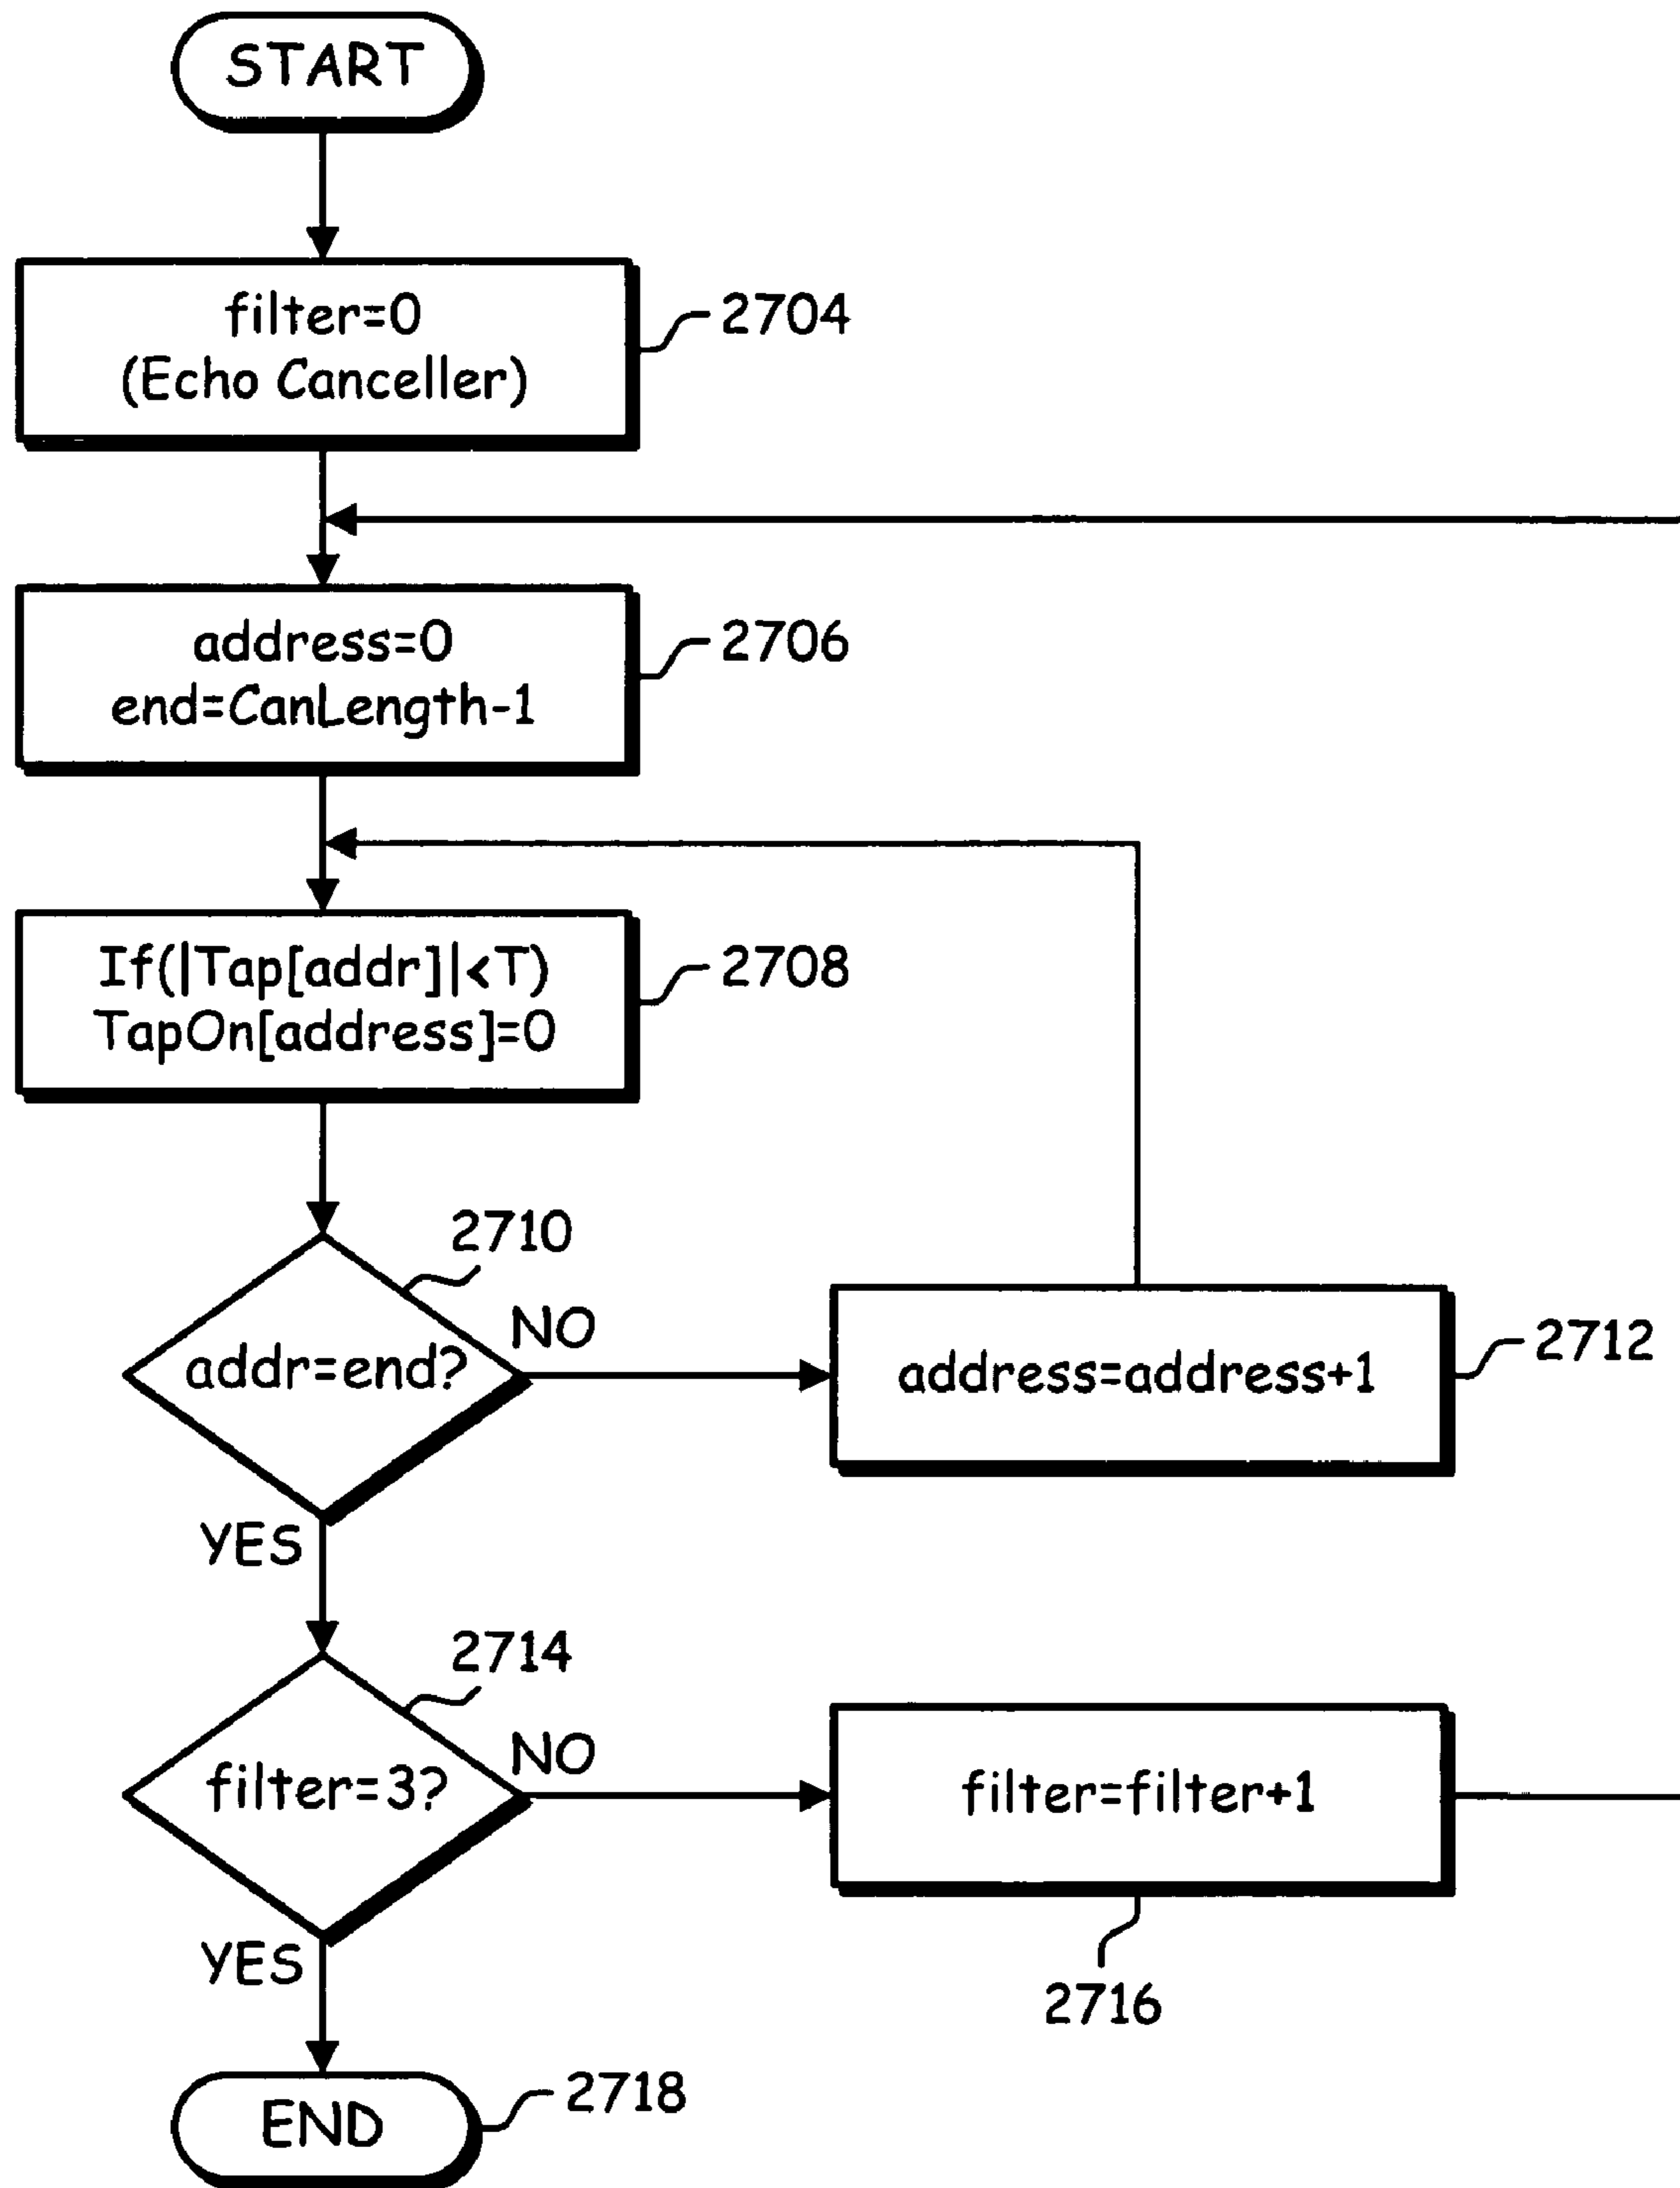 START
filter=0
(Echo Canceller)
2704
address=0
end=CanLength-1
2706
If(|Tap[addr]|<T)
TapOn[address]=0
2708
2710
addr=end?
NO
address=address+1
2712
YES
2714
filter=3?
NO
filter=filter+1
2716
YES
END
2718